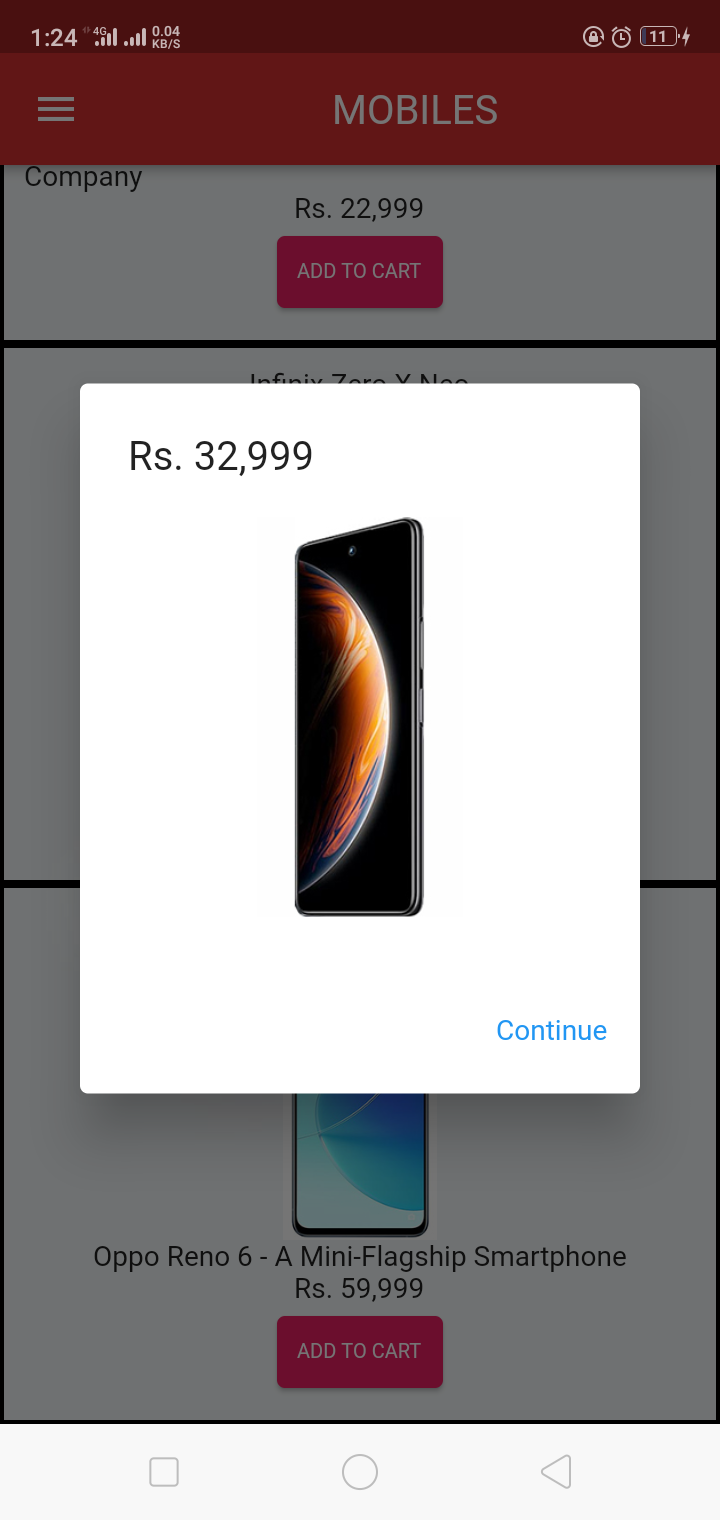 1:24 4G 0.04 KB/S 11
MOBILES
Company
Rs. 22,999
ADD TO CART
Infinix Zero X Neo
Rs. 32,999
Continue
Oppo Reno 6 - A Mini-Flagship Smartphone
Rs. 59,999
ADD TO CART